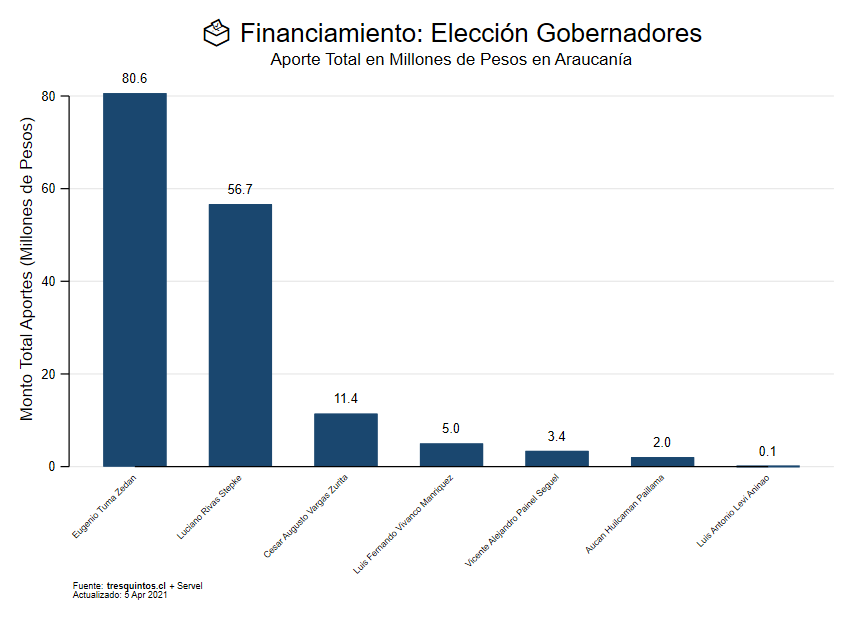 Financiamiento: Elección Gobernadores
Aporte Total en Millones de Pesos en Araucanía
Monto Total Aportes (Millones de Pesos)
80
60
40
20
0
80.6
56.7
11.4
5.0
3.4
2.0
0.1
Eugenio Tuma Zedan
Luciano Rivas Stepke
Cesar Augusto Vargas Zurita
Luis Fernando Vivanco Manriquez
Vicente Alejandro Painel Seguel
Aucan Huilcaman Paillama
Luis Antonio Levi Aninao
Fuente: tresquintos.cl + Servel
Actualizado: 5 Apr 2021